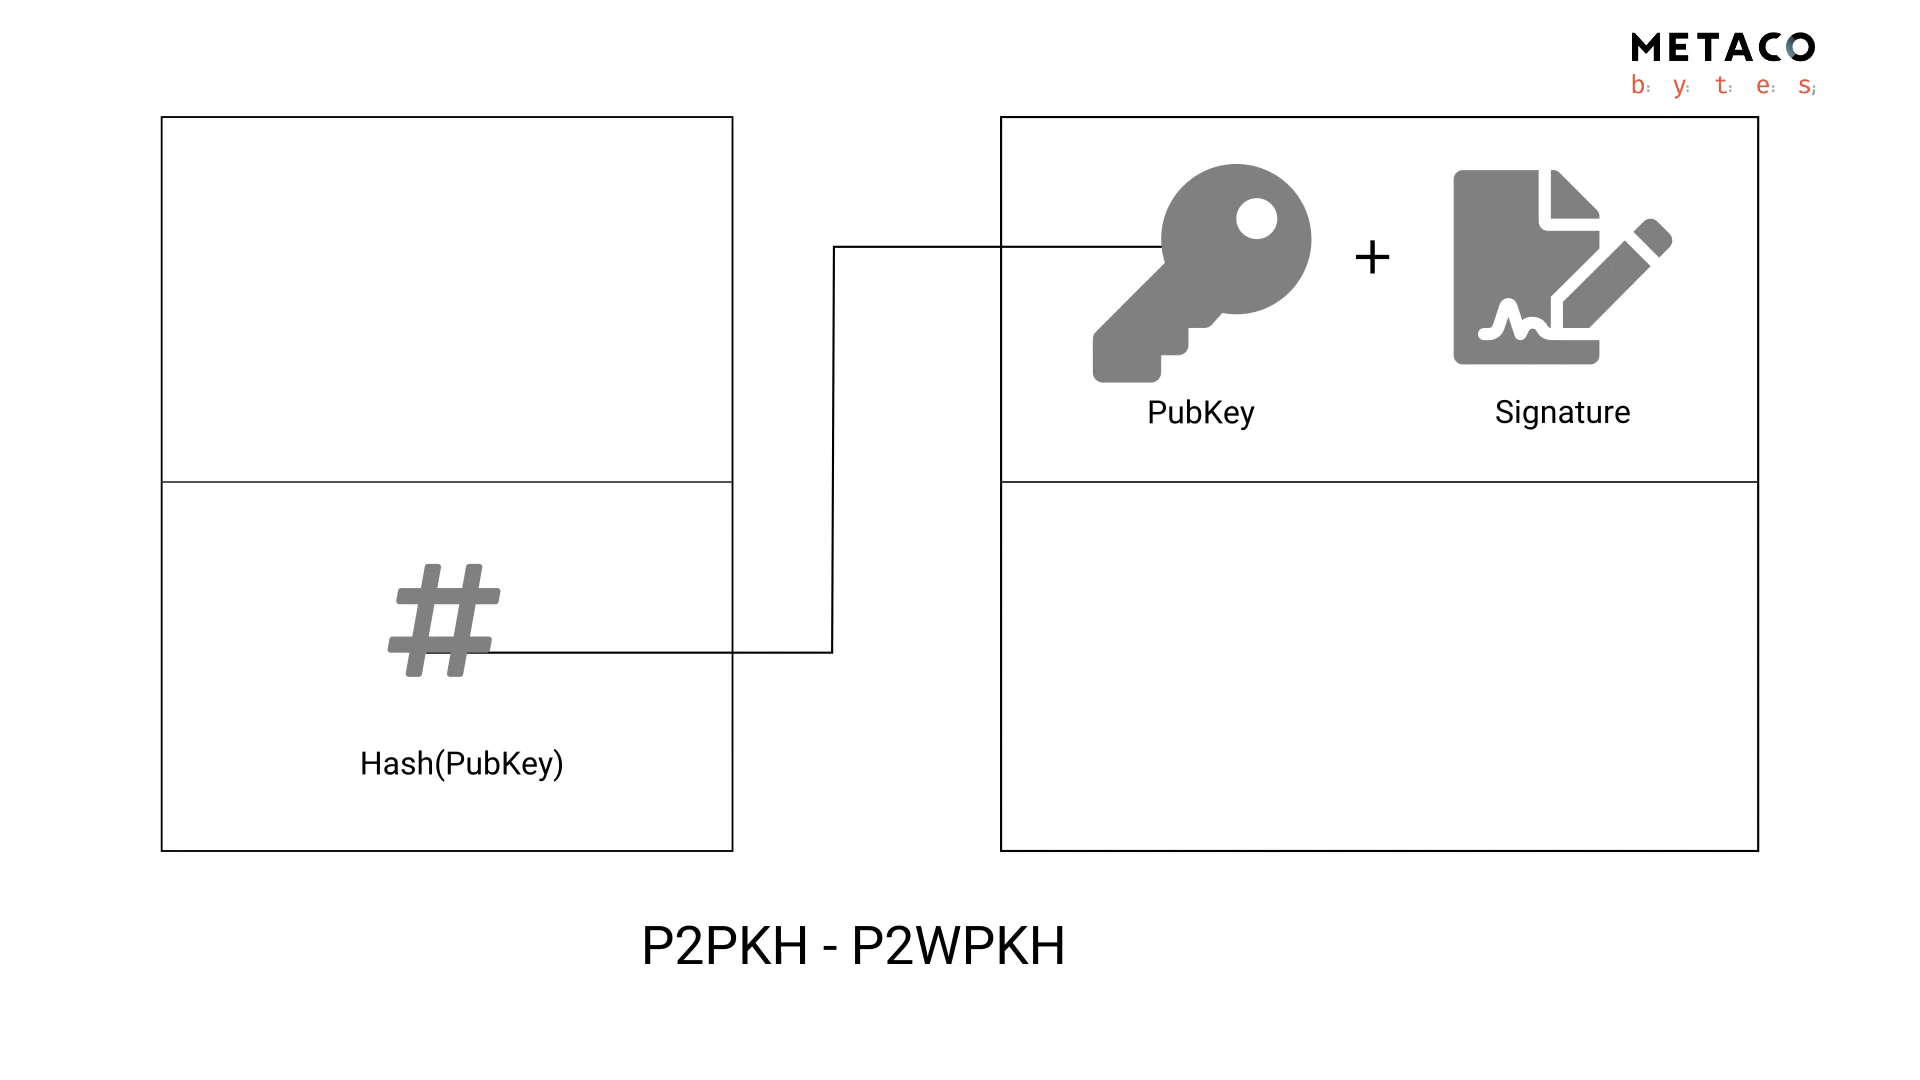 METACO
b: y: t: e: s;
+
PubKey
Signature
#
Hash(PubKey)
P2PKH - P2WPKH